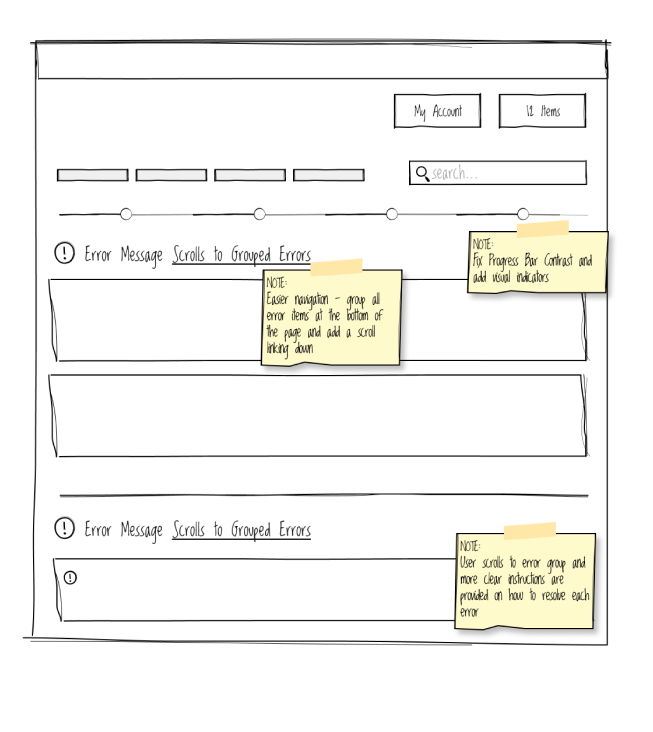 My Account
12 Items
search...
Error Message Scrolls to Grouped Errors
NOTE:
Fix Progress Bar Contrast and
add visual indicators
NOTE:
Easier navigation - group all
error items at the bottom of
the page and add a scroll
linking down
Error Message Scrolls to Grouped Errors
NOTE:
User scrolls to error group and
more clear instructions are
provided on how to resolve each
error